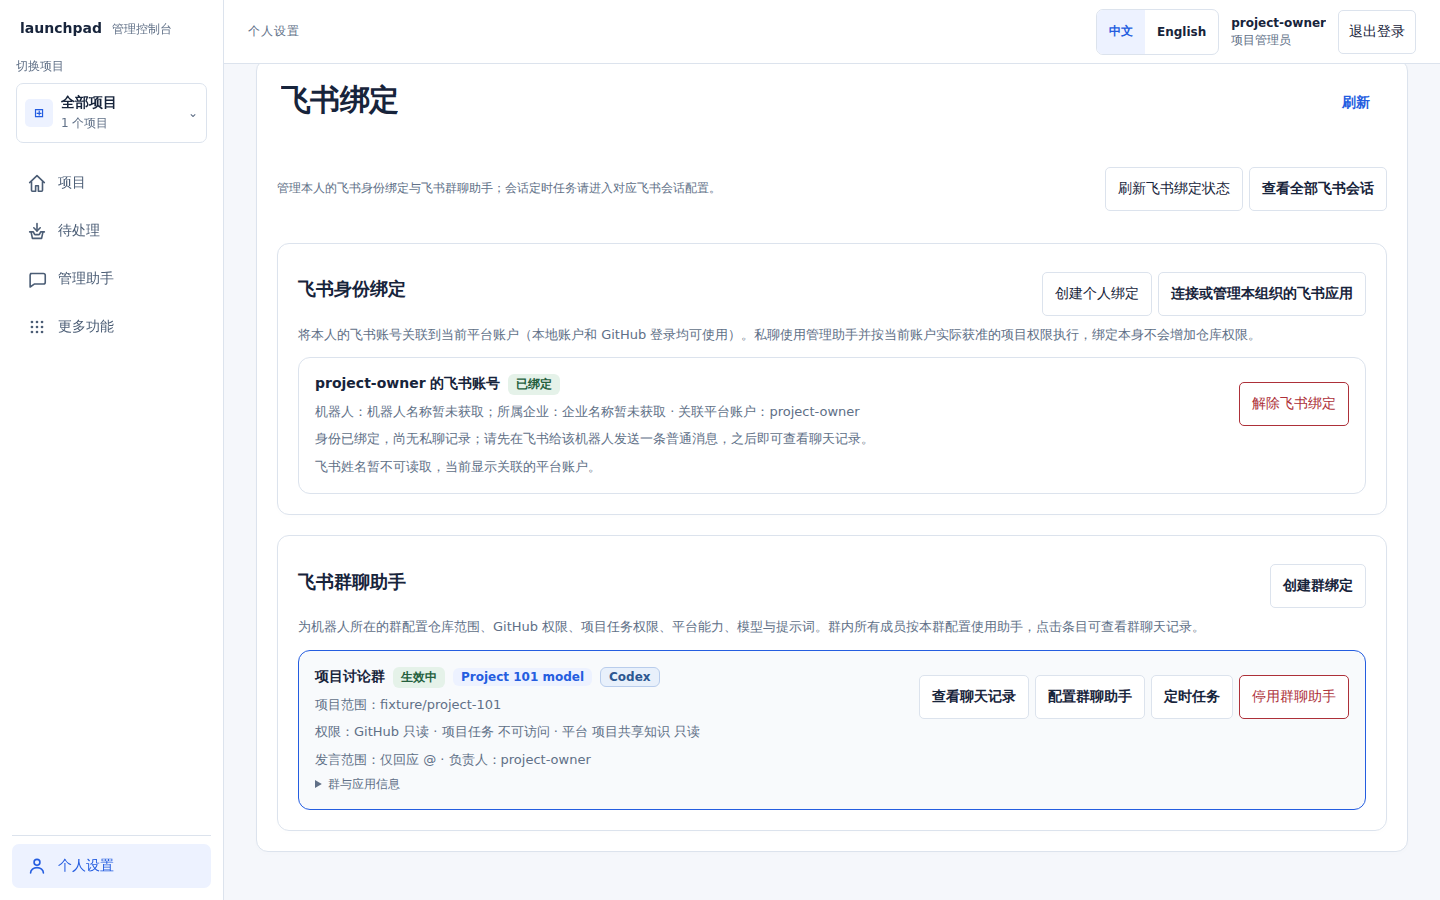 launchpad 管理控制台
切换项目
全部项目
1 个项目
项目
待处理
管理助手
更多功能
个人设置
个人设置
中文 English
project-owner
项目管理员
退出登录
飞书绑定
刷新
管理本人的飞书身份绑定与飞书群聊助手；会话定时任务请进入对应飞书会话配置。
刷新飞书绑定状态 查看全部飞书会话
飞书身份绑定
创建个人绑定 连接或管理本组织的飞书应用
将本人的飞书账号关联到当前平台账户（本地账户和 GitHub 登录均可使用）。私聊使用管理助手并按当前账户实际获准的项目权限执行，绑定本身不会增加仓库权限。
project-owner 的飞书账号 已绑定
机器人：机器人名称暂未获取；所属企业：企业名称暂未获取 · 关联平台账户：project-owner
身份已绑定，尚无私聊记录；请先在飞书给该机器人发送一条普通消息，之后即可查看聊天记录。
飞书姓名暂不可读取，当前显示关联的平台账户。
解除飞书绑定
飞书群聊助手
创建群绑定
为机器人所在的群配置仓库范围、GitHub 权限、项目任务权限、平台能力、模型与提示词。群内所有成员按本群配置使用助手，点击条目可查看群聊天记录。
项目讨论群 生效中 Project 101 model Codex
项目范围：fixture/project-101
权限：GitHub 只读 · 项目任务 不可访问 · 平台 项目共享知识 只读
发言范围：仅回应 @ · 负责人：project-owner
群与应用信息
查看聊天记录 配置群聊助手 定时任务 停用群聊助手